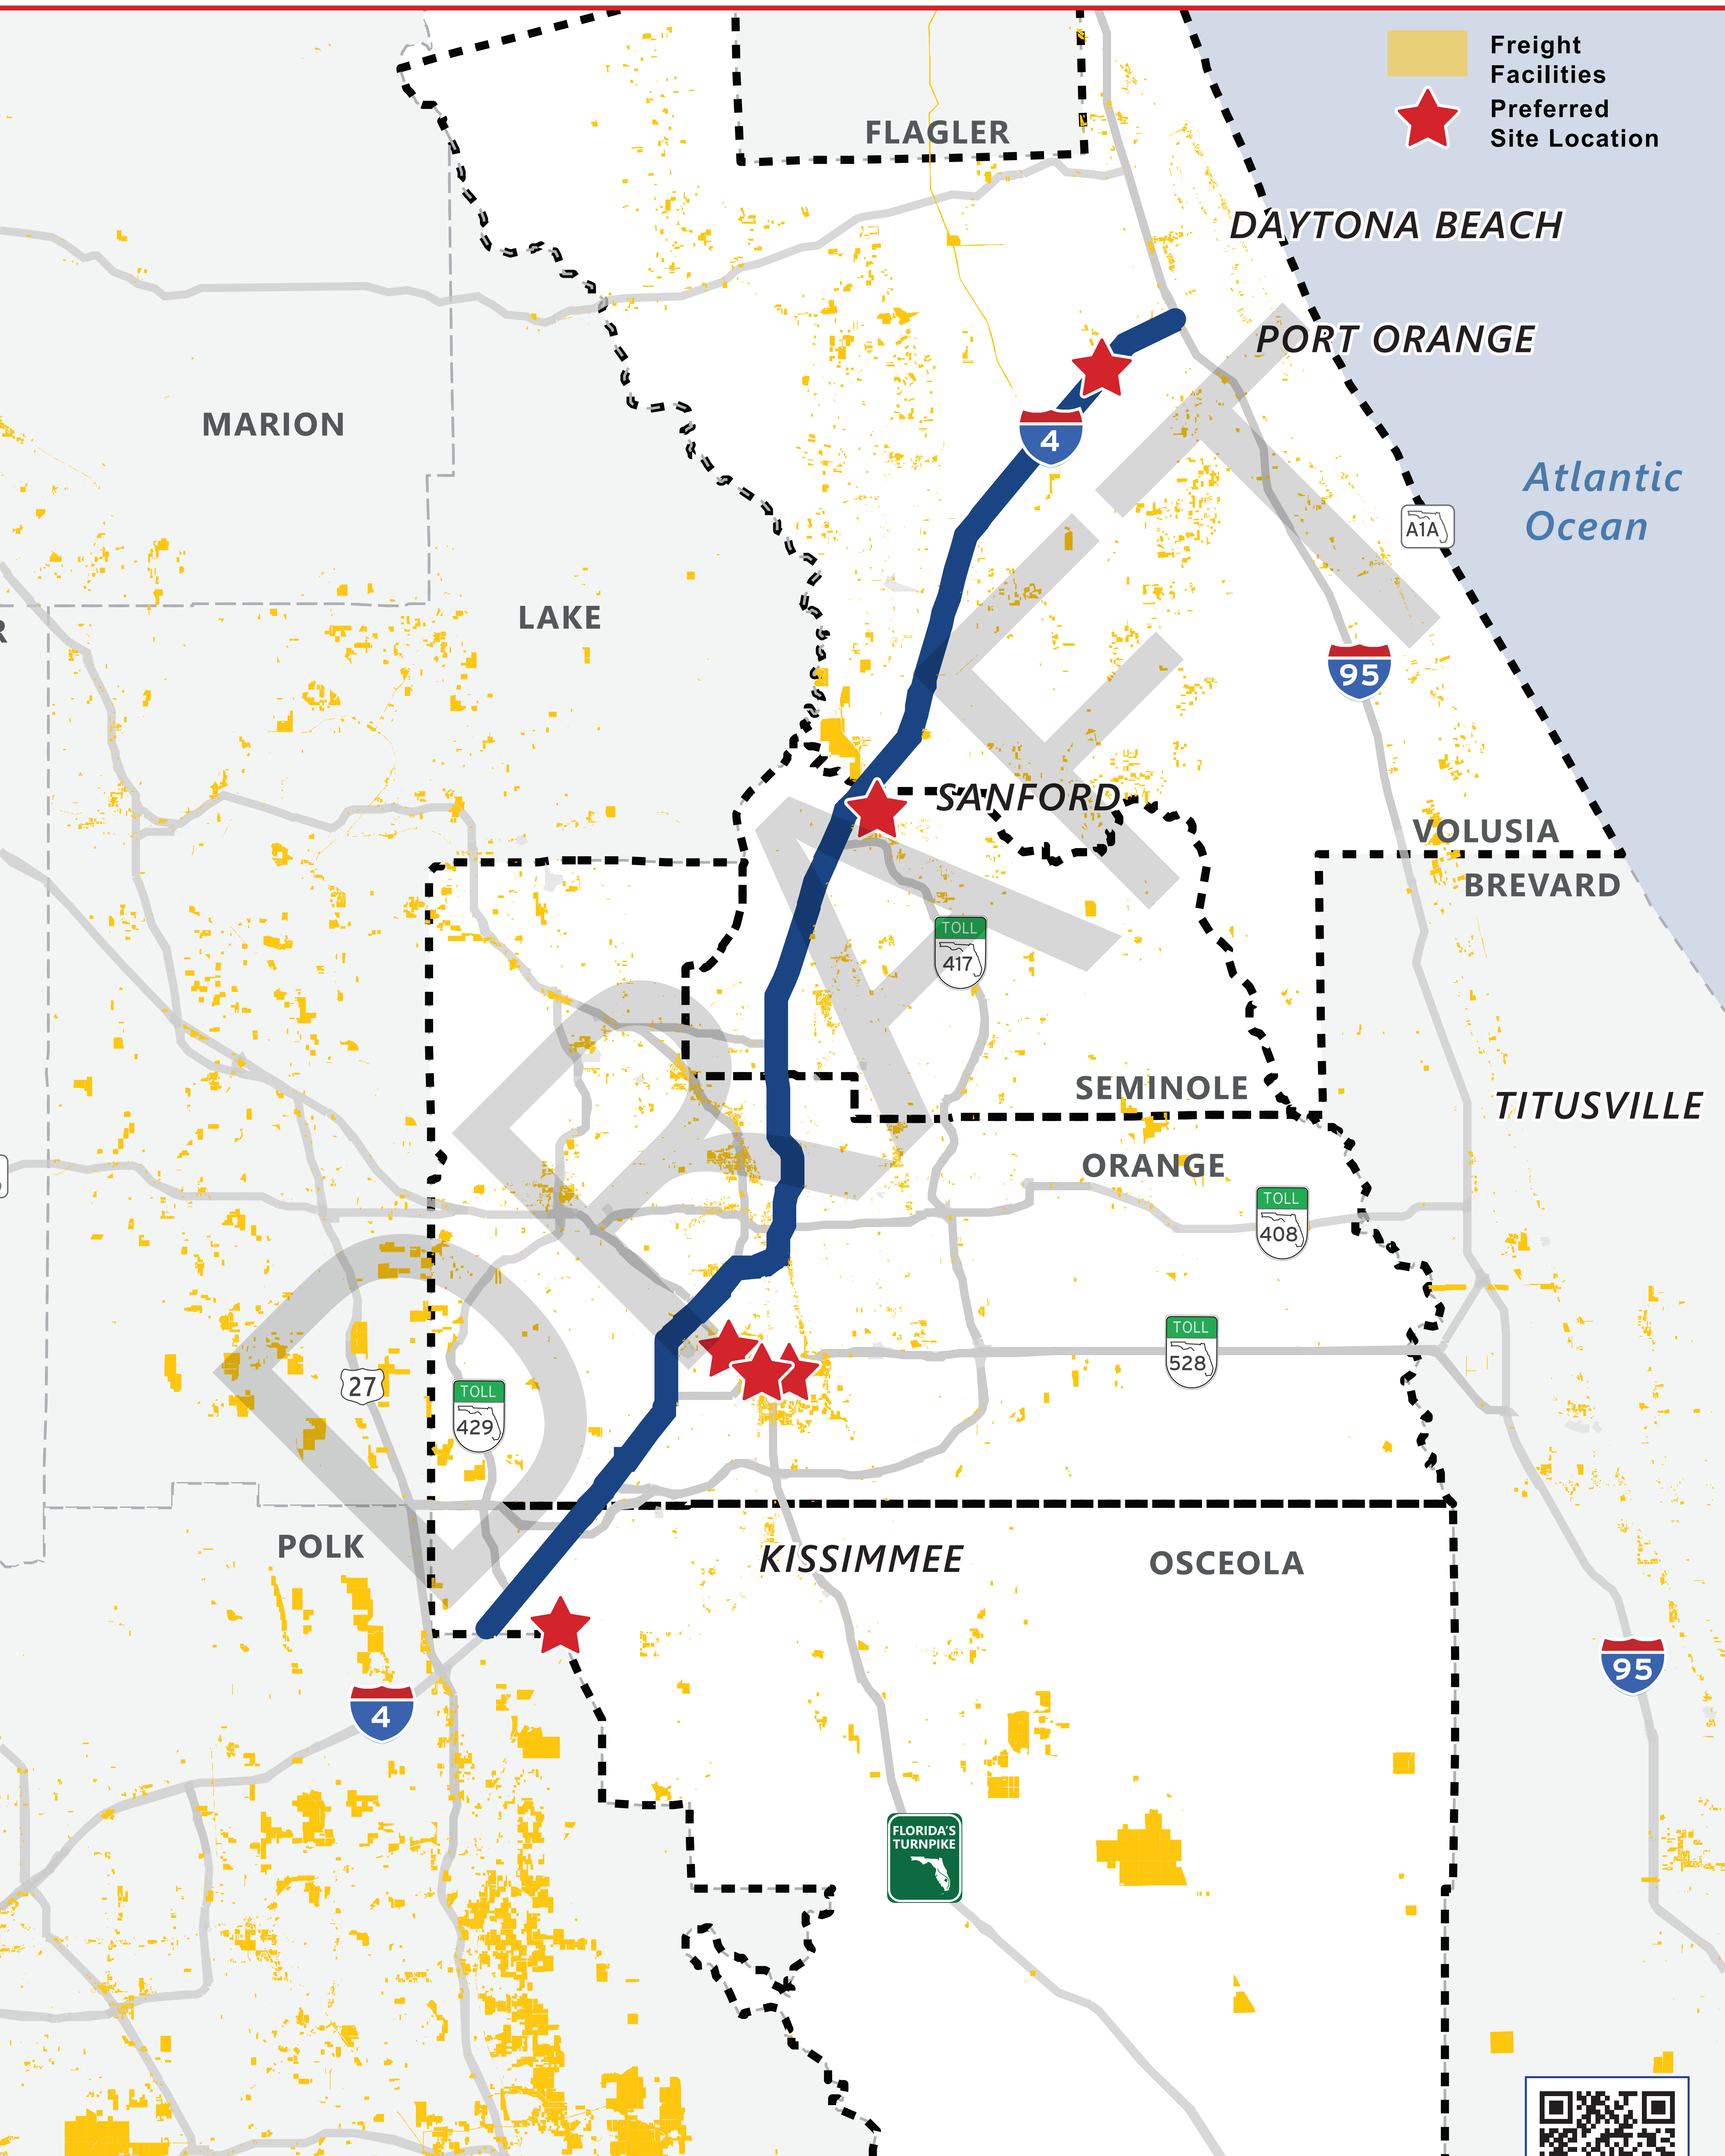 Freight
Facilities
Preferred
Site Location
FLAGLER
DAYTONA BEACH
PORT ORANGE
MARION
4
Atlantic
Ocean
A1A
LAKE
R
95
SANFORD
VOLUSIA
BREVARD
TOLL
417
SEMINOLE
TITUSVILLE
ORANGE
TOLL
408
TOLL
528
27
TOLL
429
POLK
KISSIMMEE
OSCEOLA
95
4
FLORIDA'S
TURNPIKE
DRAFT